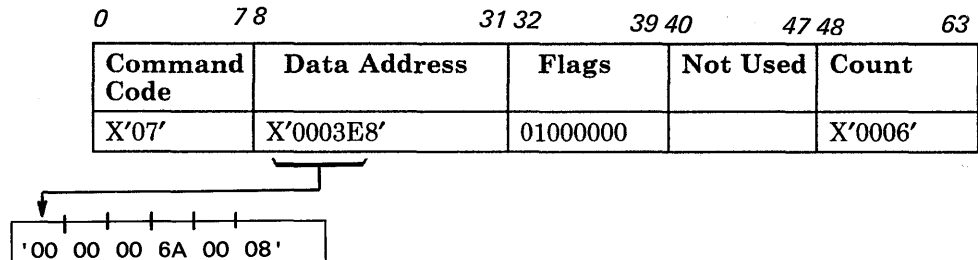 0 7 8 31 32 39 40 47 48 63
Command Data Address Flags Not Used Count
Code
X'07' X'0003E8' 01000000 X'0006'
'00 00 00 6A 00 08'